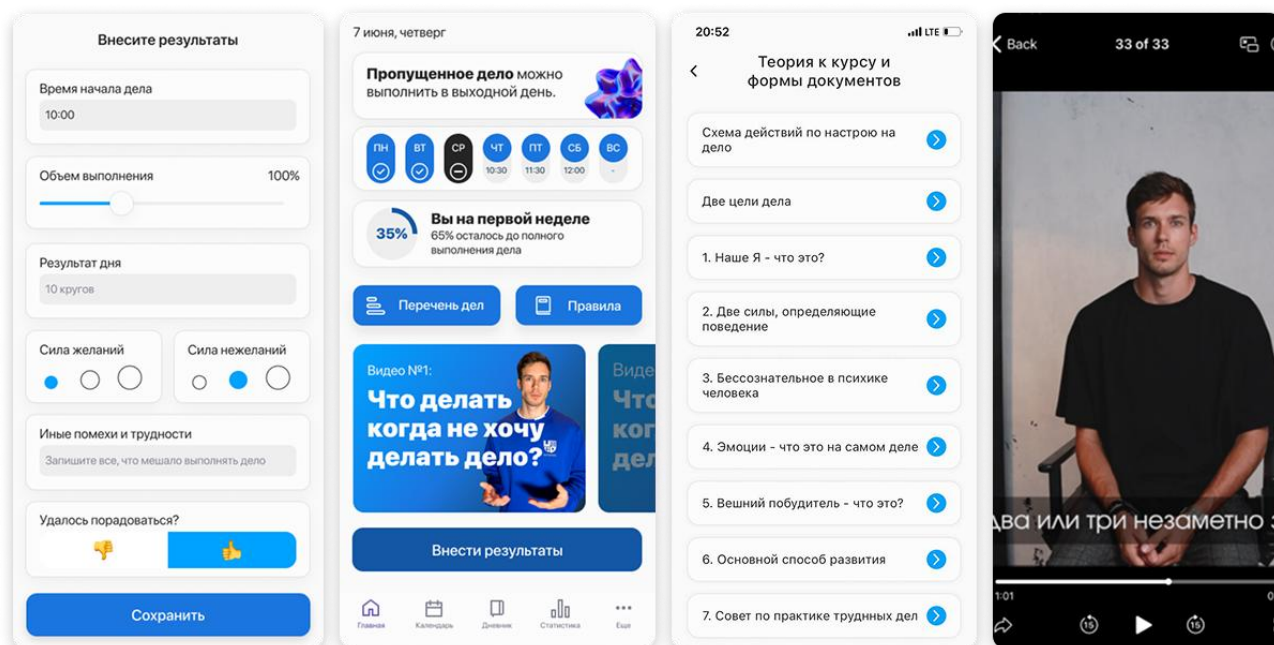 Внесите результаты
Время начала дела
10:00
Объем выполнения 100%
Результат дня
10 кругов
Сила желаний
Сила нежеланий
Иные помехи и трудности
Запишите все, что мешало выполнять дело
Удалось порадоваться?
Сохранить
7 июня, четверг
Пропущенное дело можно
выполнить в выходной день.
ПН ВТ СР ЧТ ПТ СБ ВС
10:30 11:30 12:00 -
35%
Вы на первой неделе
65% осталось до полного
выполнения дела
Перечень дел
Правила
Видео №1:
Что делать
когда не хочу
делать дело?
Виде
Что
ког
дел
Внести результаты
Главная Календарь Дневник Статистика Еще
20:52 LTE
Теория к курсу и
формы документов
Схема действий по настрою на
дело
Две цели дела
1. Наше Я - что это?
2. Две силы, определяющие
поведение
3. Бессознательное в психике
человека
4. Эмоции - что это на самом деле
5. Вешний побудитель - что это?
6. Основной способ развития
7. Совет по практике труднных дел
Back 33 of 33
два или три незаметно
1:01
15 15